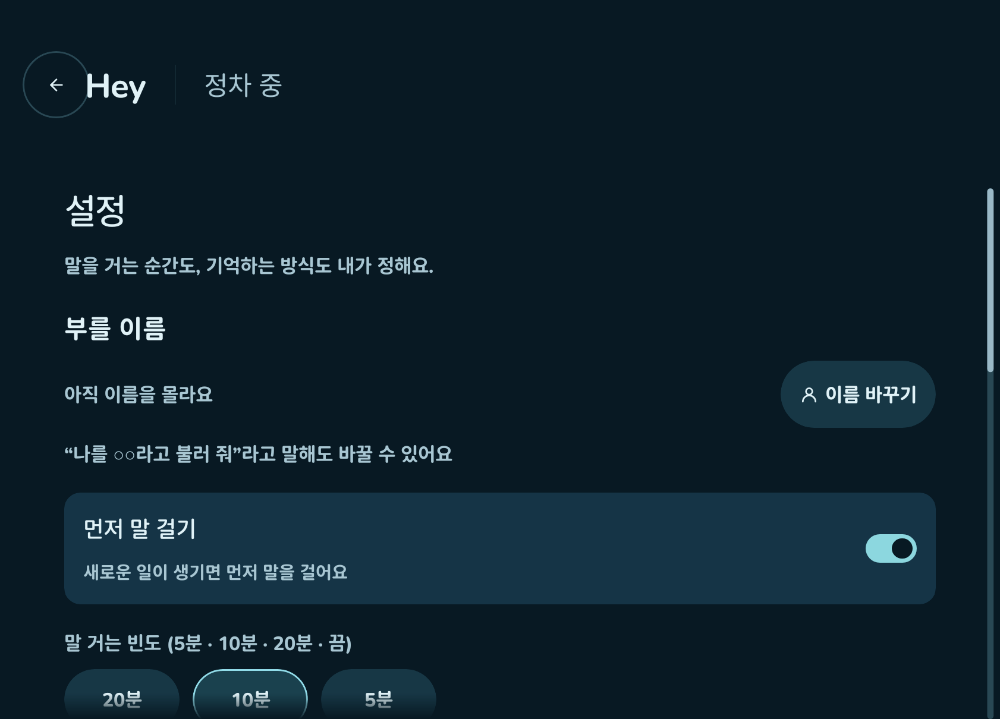 Hey
정차 중
설정
말을 거는 순간도, 기억하는 방식도 내가 정해요.
부를 이름
아직 이름을 몰라요
이름 바꾸기
“나를 ○○라고 불러 줘”라고 말해도 바꿀 수 있어요
먼저 말 걸기
새로운 일이 생기면 먼저 말을 걸어요
말 거는 빈도 (5분 · 10분 · 20분 · 끔)
20분
10분
5분